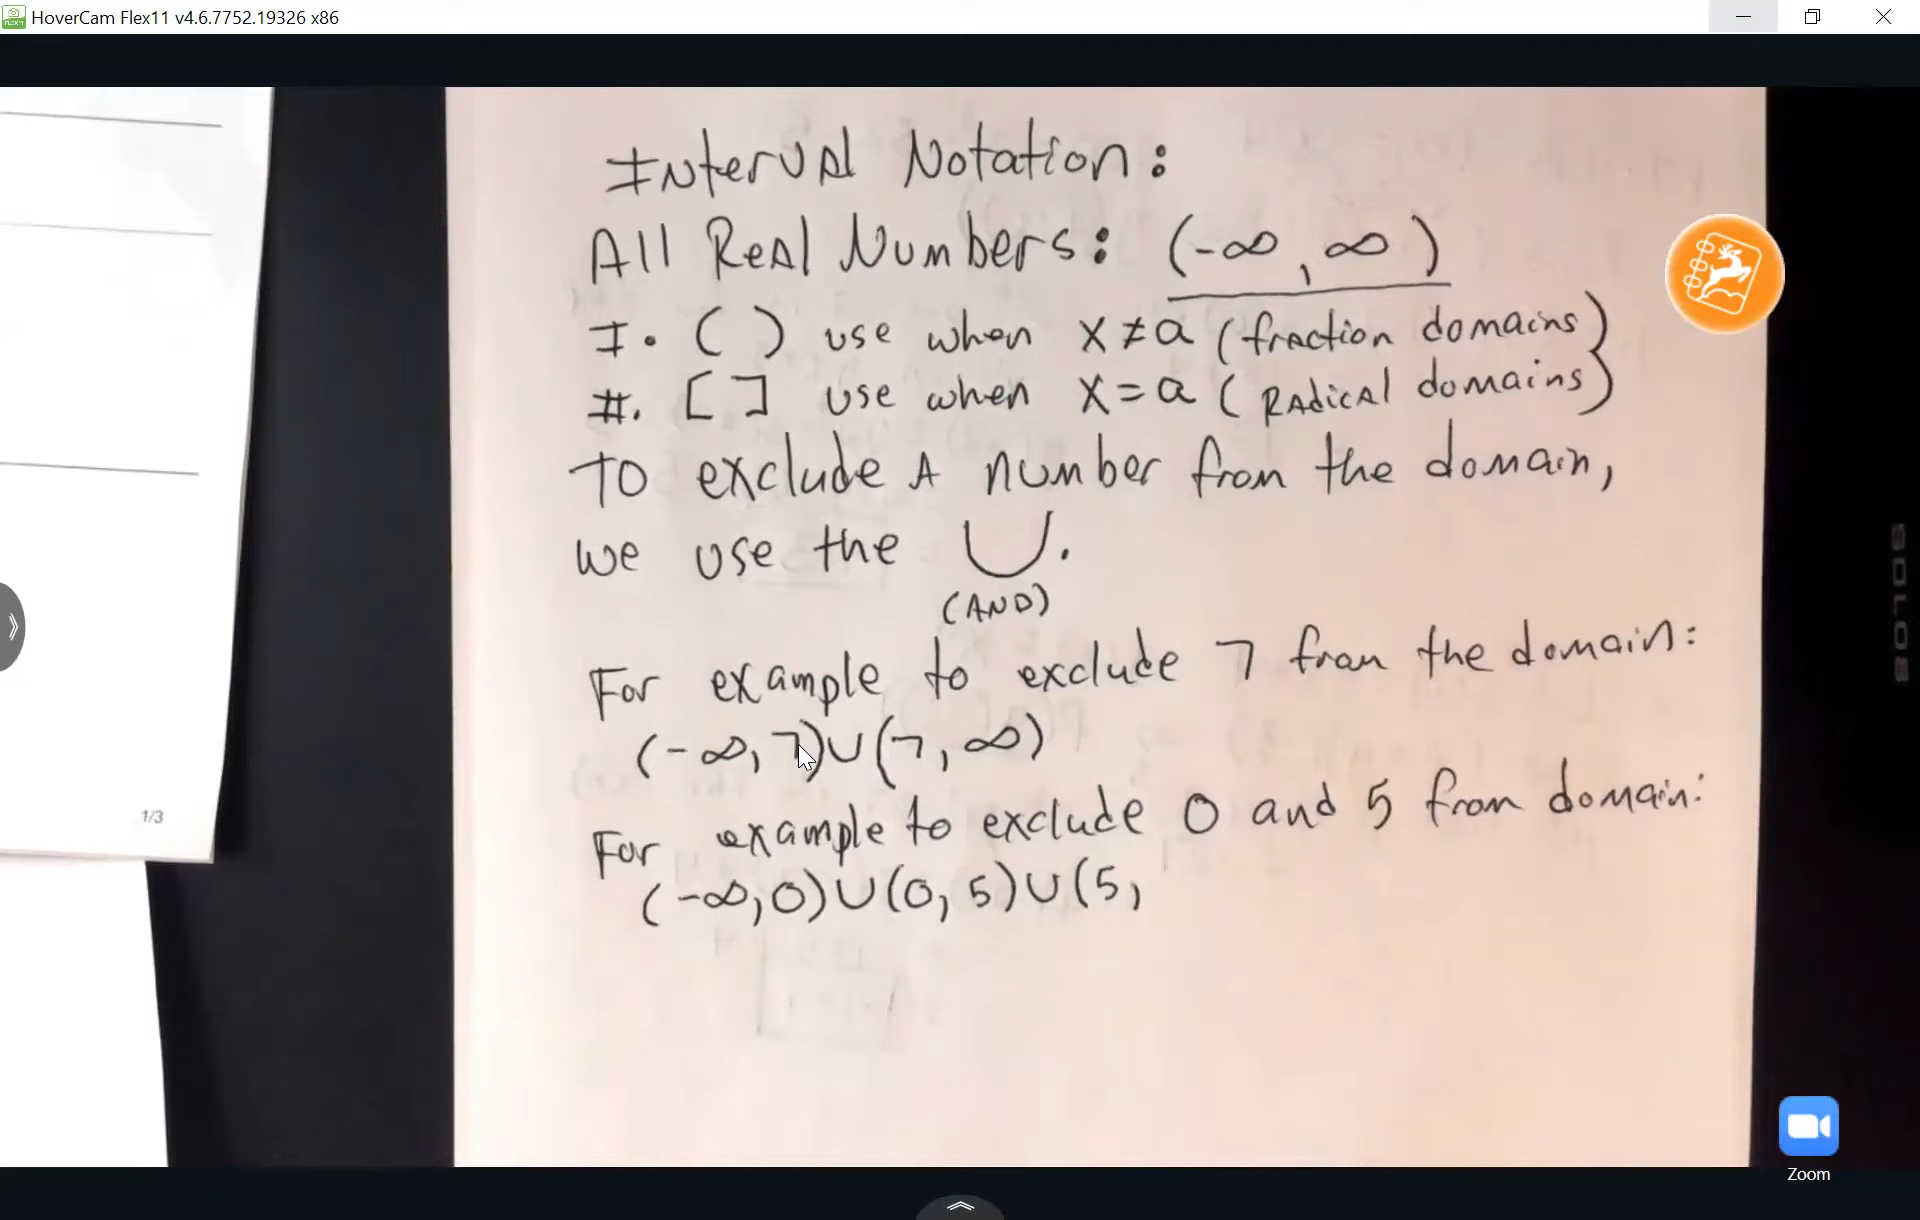 HoverCam Flex11 v4.6.7752.19326 x86
Interval Notation:
All Real Numbers: (-∞, ∞)
I. ( ) use when x ≠ a (fraction domains)
II. [ ] use when x = a (Radical domains)
To exclude A number from the domain,
we use the ∪.
(AND)
For example to exclude 7 from the domain:
(-∞, 7)∪(7, ∞)
For example to exclude 0 and 5 from domain:
(-∞, 0)∪(0, 5)∪(5,
1/3
Zoom